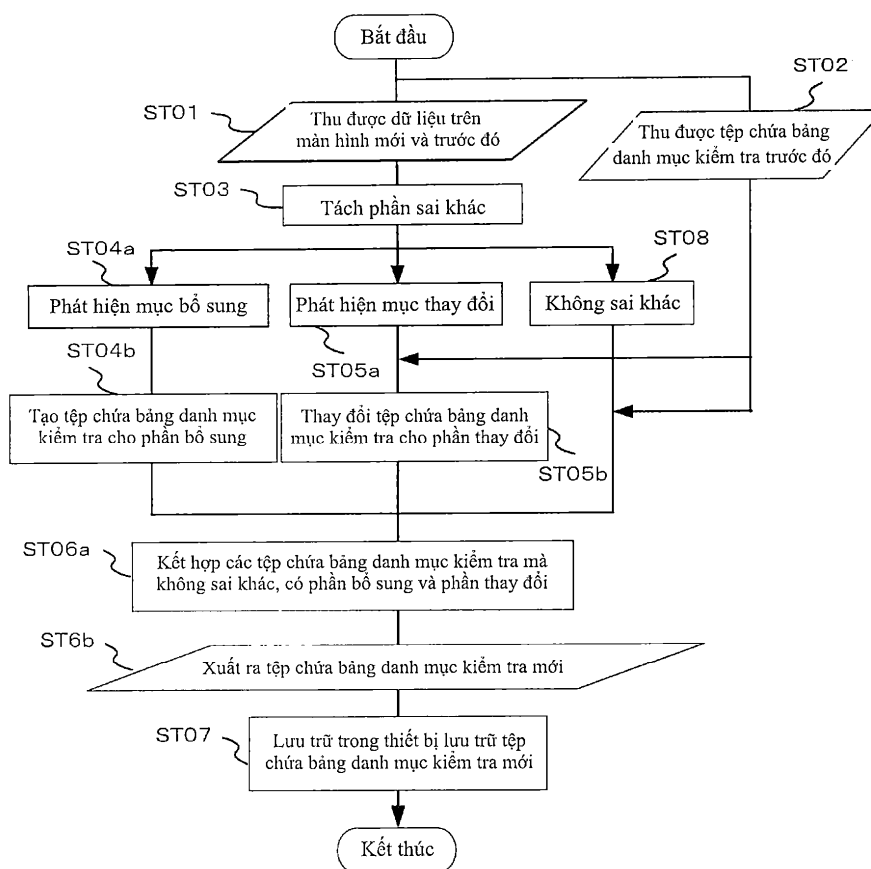 Bắt đầu
ST02
ST01
Thu được dữ liệu trên
màn hình mới và trước đó
Thu được tệp chứa bảng
danh mục kiểm tra trước đó
ST03
Tách phần sai khác
ST04a
ST08
Phát hiện mục bổ sung
Phát hiện mục thay đổi
Không sai khác
ST04b
ST05a
Tạo tệp chứa bảng danh mục
kiểm tra cho phần bổ sung
Thay đổi tệp chứa bảng danh
mục kiểm tra cho phần thay đổi
ST05b
ST06a
Kết hợp các tệp chứa bảng danh mục kiểm tra mà
không sai khác, có phần bổ sung và phần thay đổi
ST6b
Xuất ra tệp chứa bảng danh mục kiểm tra mới
ST07
Lưu trữ trong thiết bị lưu trữ tệp
chứa bảng danh mục kiểm tra mới
Kết thúc